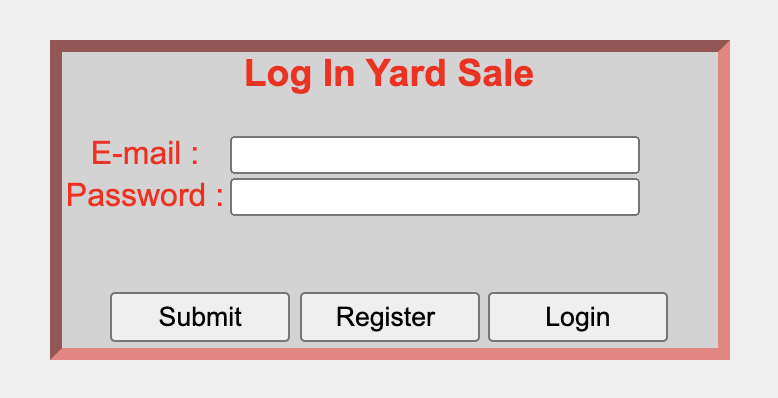 Log In Yard Sale
E-mail :
Password :
Submit Register Login